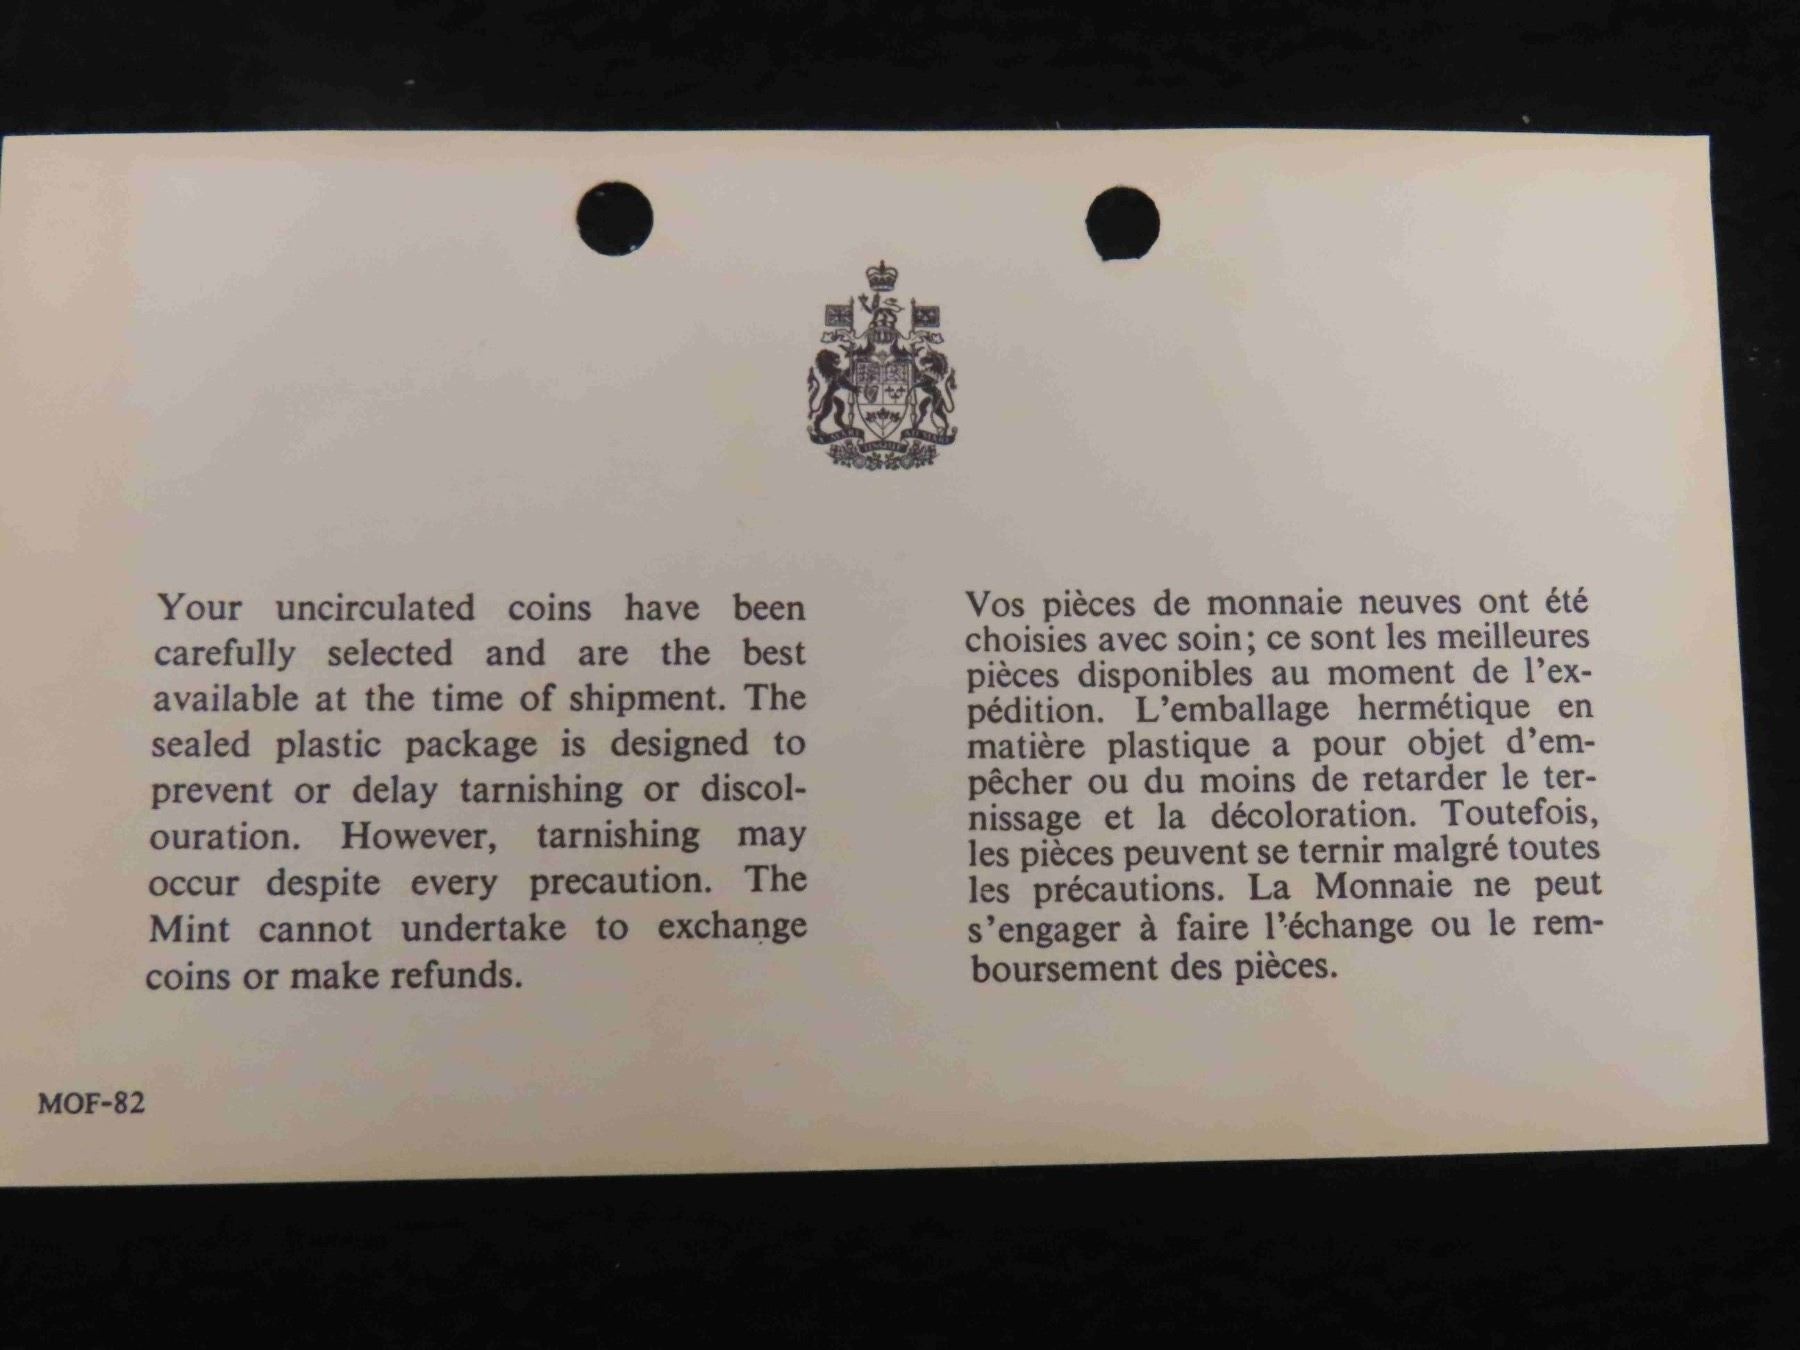 Your uncirculated coins have been
carefully selected and are the best
available at the time of shipment. The
sealed plastic package is designed to
prevent or delay tarnishing or discol-
ouration. However, tarnishing may
occur despite every precaution. The
Mint cannot undertake to exchange
coins or make refunds.
Vos pièces de monnaie neuves ont été
choisies avec soin; ce sont les meilleures
pièces disponibles au moment de l'ex-
pédition. L'emballage hermétique en
matière plastique a pour objet d'em-
pêcher ou du moins de retarder le ter-
nissage et la décoloration. Toutefois,
les pièces peuvent se ternir malgré toutes
les précautions. La Monnaie ne peut
s'engager à faire l'échange ou le rem-
boursement des pièces.
MOF-82